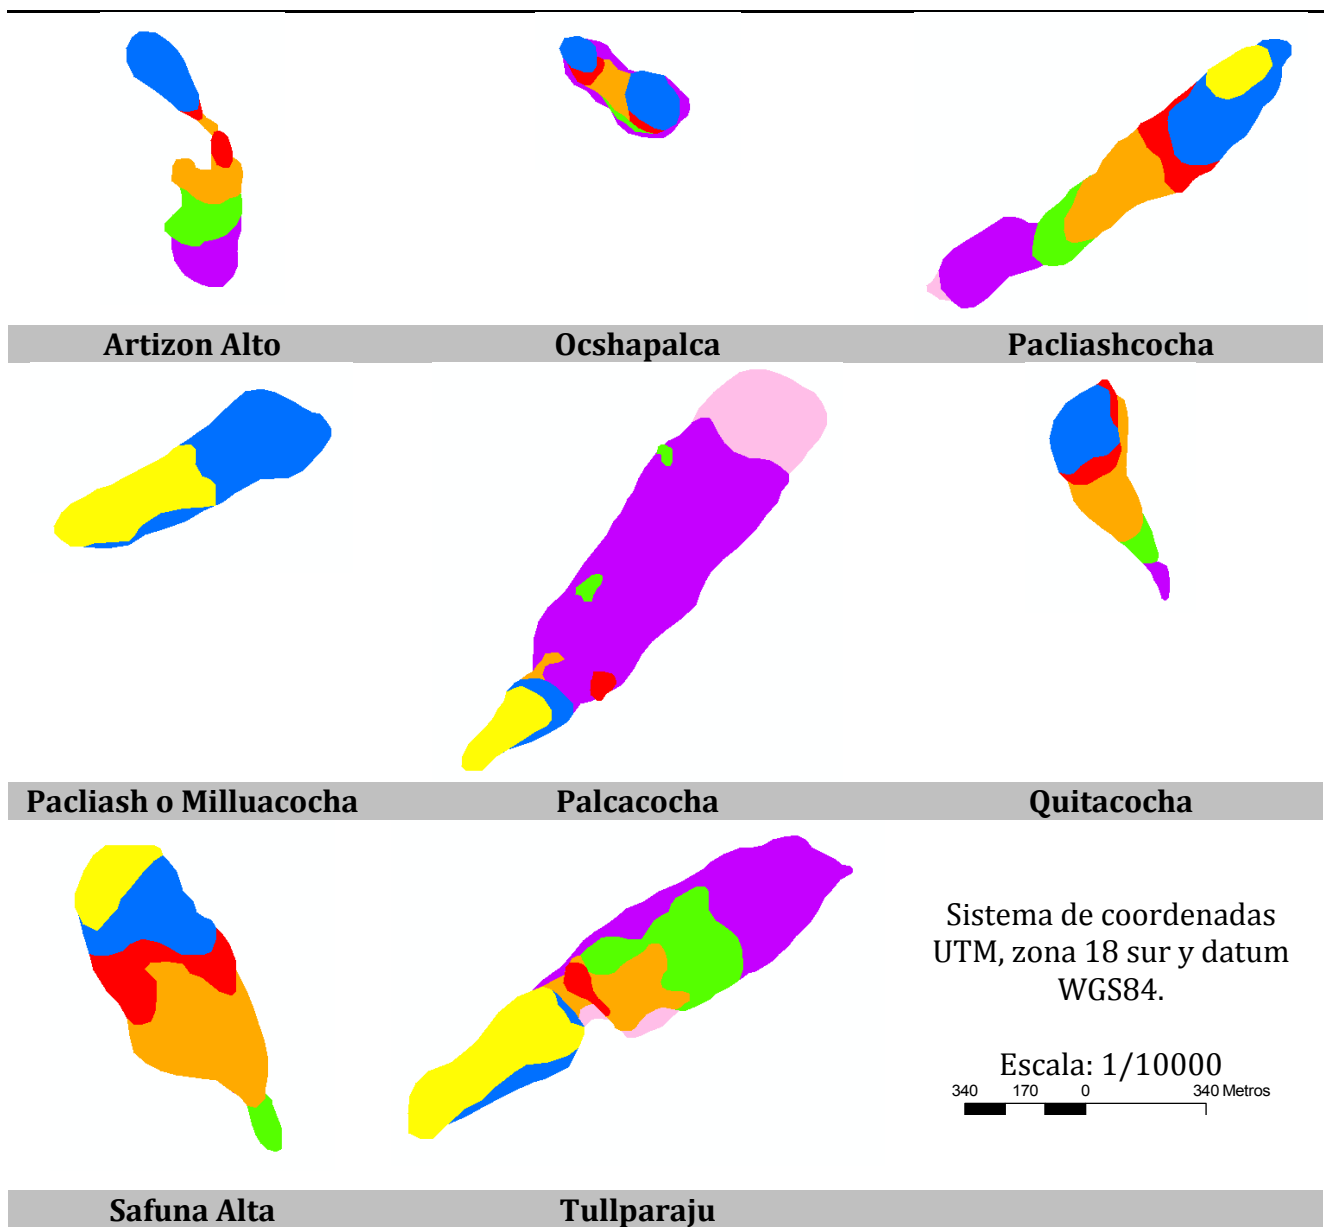 Artizon Alto
Ocshapalca
Pacliashcocha
Pacliash o Milluacocha
Palcacocha
Quitacocha
Sistema de coordenadas
UTM, zona 18 sur y datum
WGS84.
Escala: 1/10000
340 170 0 340 Metros
Safuna Alta
Tullparaju